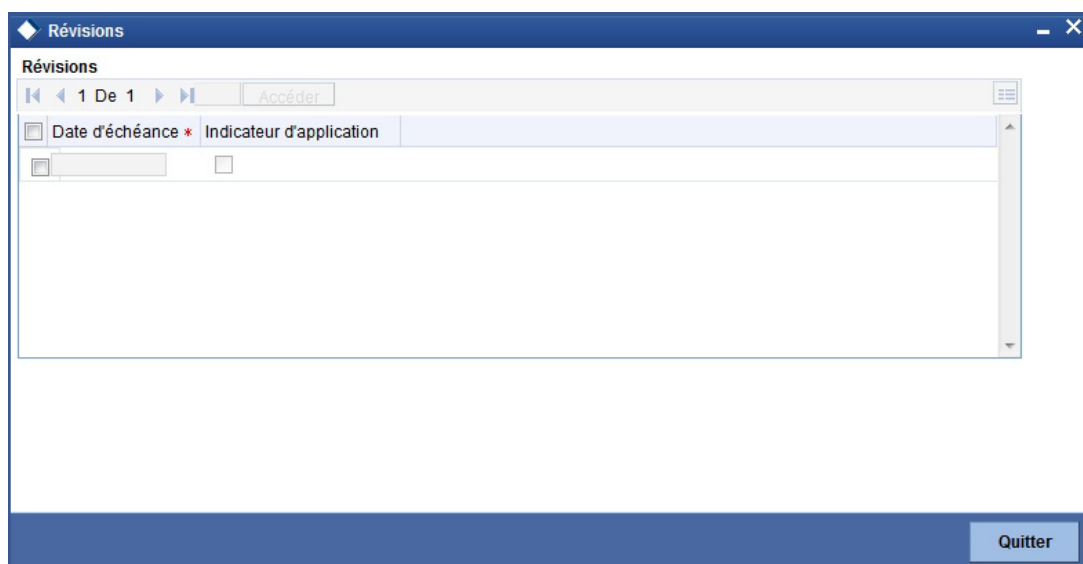 Révisions
Révisions
1 De 1 Accéder
Date d'échéance * Indicateur d'application
Quitter